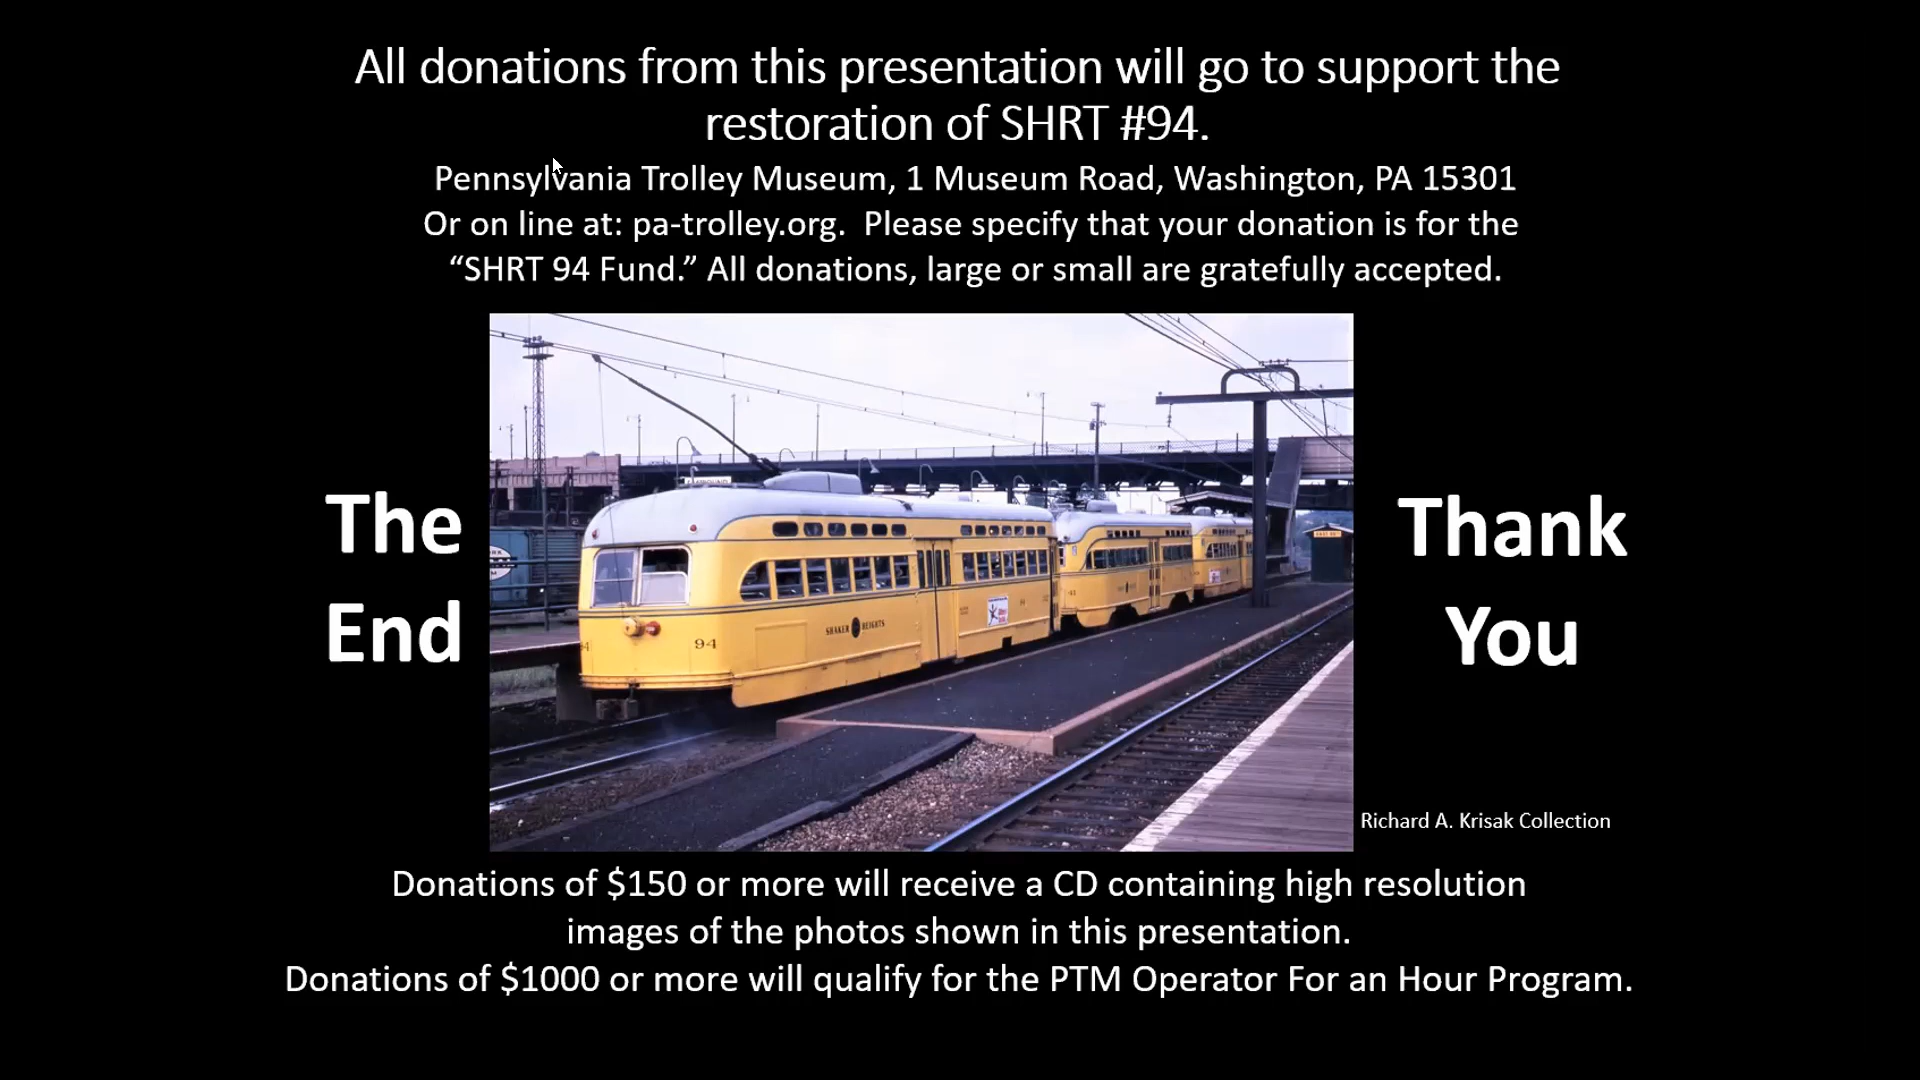 All donations from this presentation will go to support the
restoration of SHRT #94.
Pennsylvania Trolley Museum, 1 Museum Road, Washington, PA 15301
Or on line at: pa-trolley.org.  Please specify that your donation is for the
“SHRT 94 Fund.” All donations, large or small are gratefully accepted.
The
End
94
SHAKER HEIGHTS
Thank
You
Richard A. Krisak Collection
Donations of $150 or more will receive a CD containing high resolution
images of the photos shown in this presentation.
Donations of $1000 or more will qualify for the PTM Operator For an Hour Program.